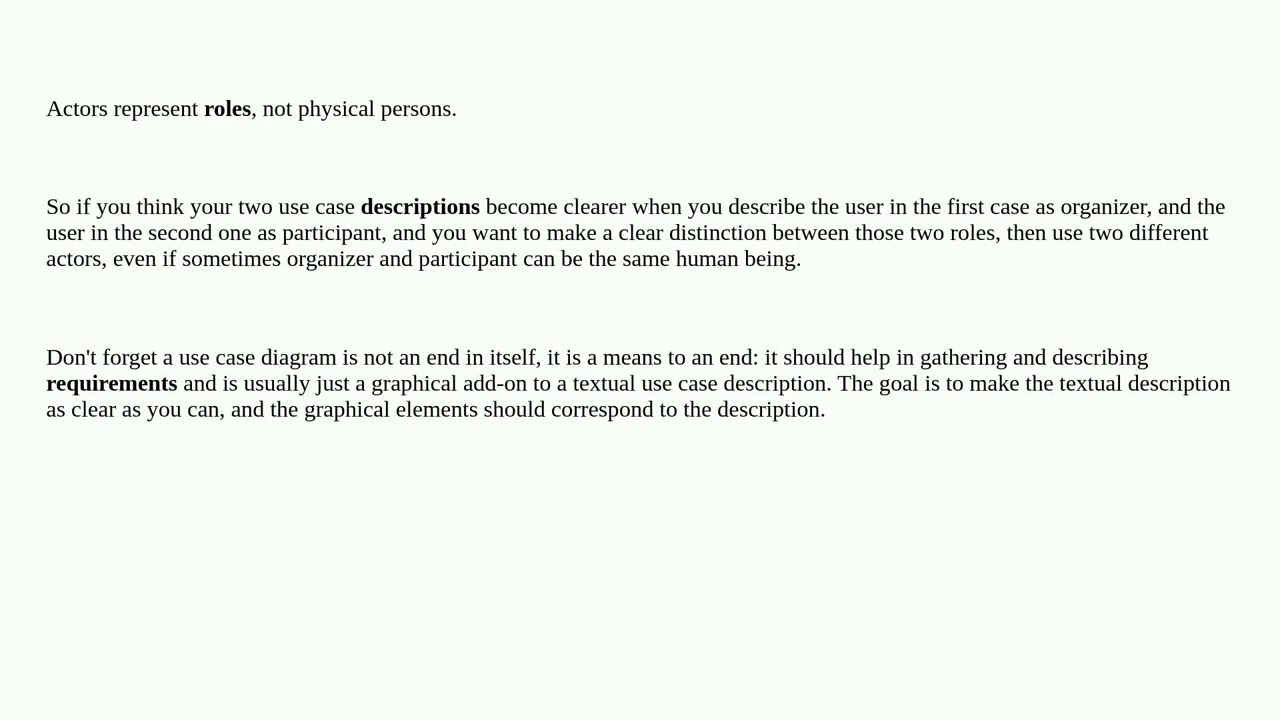 Actors represent roles, not physical persons.
So if you think your two use case descriptions become clearer when you describe the user in the first case as organizer, and the
user in the second one as participant, and you want to make a clear distinction between those two roles, then use two different
actors, even if sometimes organizer and participant can be the same human being.
Don't forget a use case diagram is not an end in itself, it is a means to an end: it should help in gathering and describing
requirements and is usually just a graphical add-on to a textual use case description. The goal is to make the textual description
as clear as you can, and the graphical elements should correspond to the description.